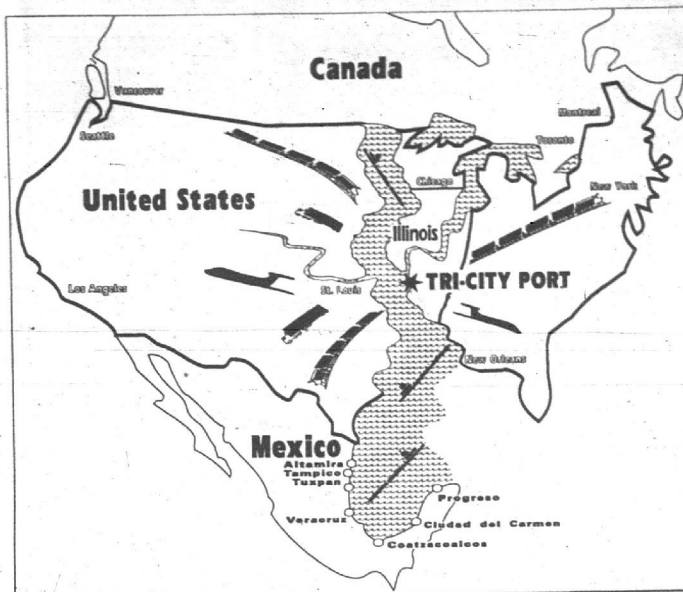 Canada
Vancouver
Seattle
Montreal
Toronto
Chicago
New York
United States
Illinois
TRI-CITY PORT
Los Angeles
St. Louis
New Orleans
Mexico
Altamira
Tampico
Tuxpan
Progreso
Veracruz
Ciudad del Carmen
Coatzacoalcos